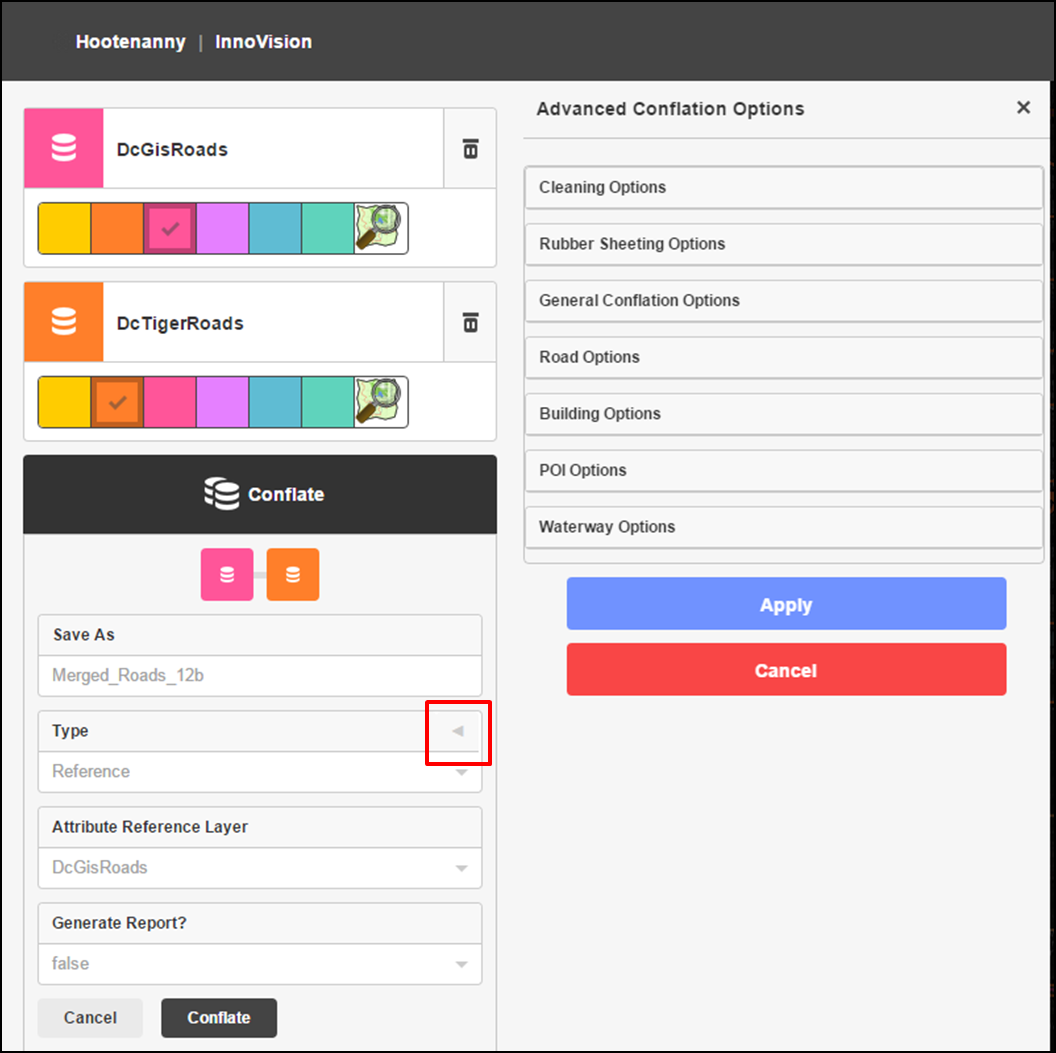 Hootenanny | InnoVision
DcGisRoads
DcTigerRoads
Conflate
Save As
Merged_Roads_12b
Type
Reference
Attribute Reference Layer
DcGisRoads
Generate Report?
false
Cancel Conflate
Advanced Conflation Options
Cleaning Options
Rubber Sheeting Options
General Conflation Options
Road Options
Building Options
POI Options
Waterway Options
Apply
Cancel